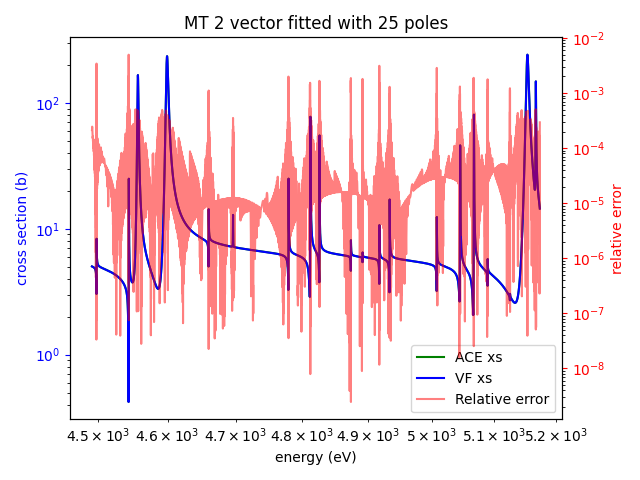 MT 2 vector fitted with 25 poles
10⁻²
10⁻³
10⁻⁴
10⁻⁵
10⁻⁶
10⁻⁷
10⁻⁸
relative error
10²
10¹
10⁰
cross section (b)
ACE xs
VF xs
Relative error
4.5 × 10³ 4.6 × 10³ 4.7 × 10³ 4.8 × 10³ 4.9 × 10³ 5 × 10³ 5.1 × 10³ 5.2 × 10³
energy (eV)